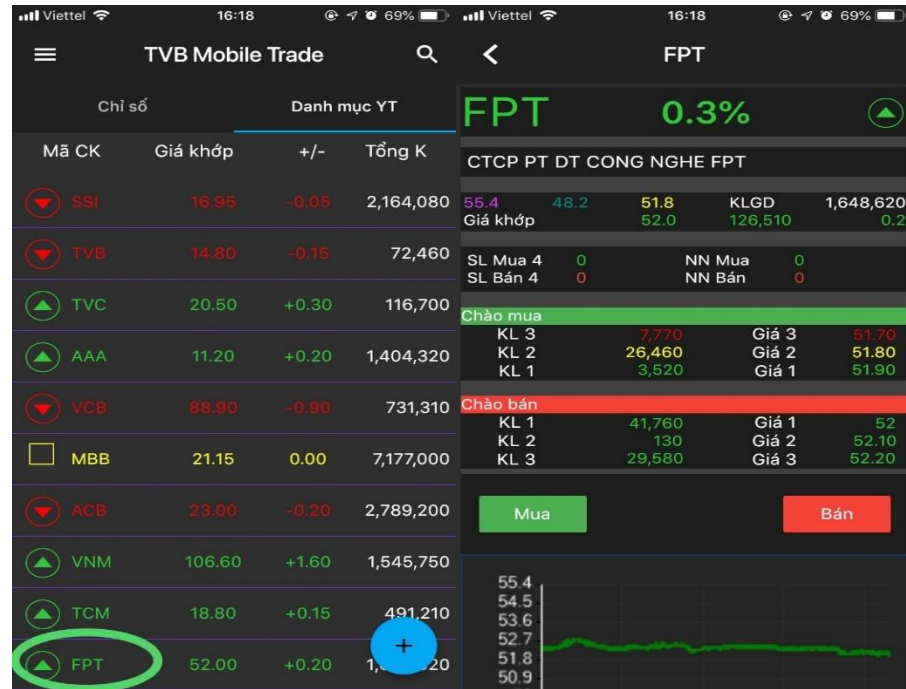 Viettel 16:18 69%
TVB Mobile Trade
Chỉ số Danh mục YT
Mã CK Giá khớp +/- Tổng K
SSI 16.95 -0.05 2,164,080
TVB 14.80 -0.15 72,460
TVC 20.50 +0.30 116,700
AAA 11.20 +0.20 1,404,320
VCB 88.90 -0.90 731,310
MBB 21.15 0.00 7,177,000
ACB 23.00 -0.20 2,789,200
VNM 106.60 +1.60 1,545,750
TCM 18.80 +0.15 491,210
FPT 52.00 +0.20
Viettel 16:18 69%
FPT
FPT 0.3%
CTCP PT DT CONG NGHE FPT
55.4 48.2 51.8 KLGD 1,648,620
Giá khớp 52.0 126,510 0.2
SL Mua 4 0 NN Mua 0
SL Bán 4 0 NN Bán 0
Chào mua
KL 3 7,770 Giá 3 51.70
KL 2 26,460 Giá 2 51.80
KL 1 3,520 Giá 1 51.90
Chào bán
KL 1 41,760 Giá 1 52
KL 2 130 Giá 2 52.10
KL 3 29,580 Giá 3 52.20
Mua Bán
55.4
54.5
53.6
52.7
51.8
50.9